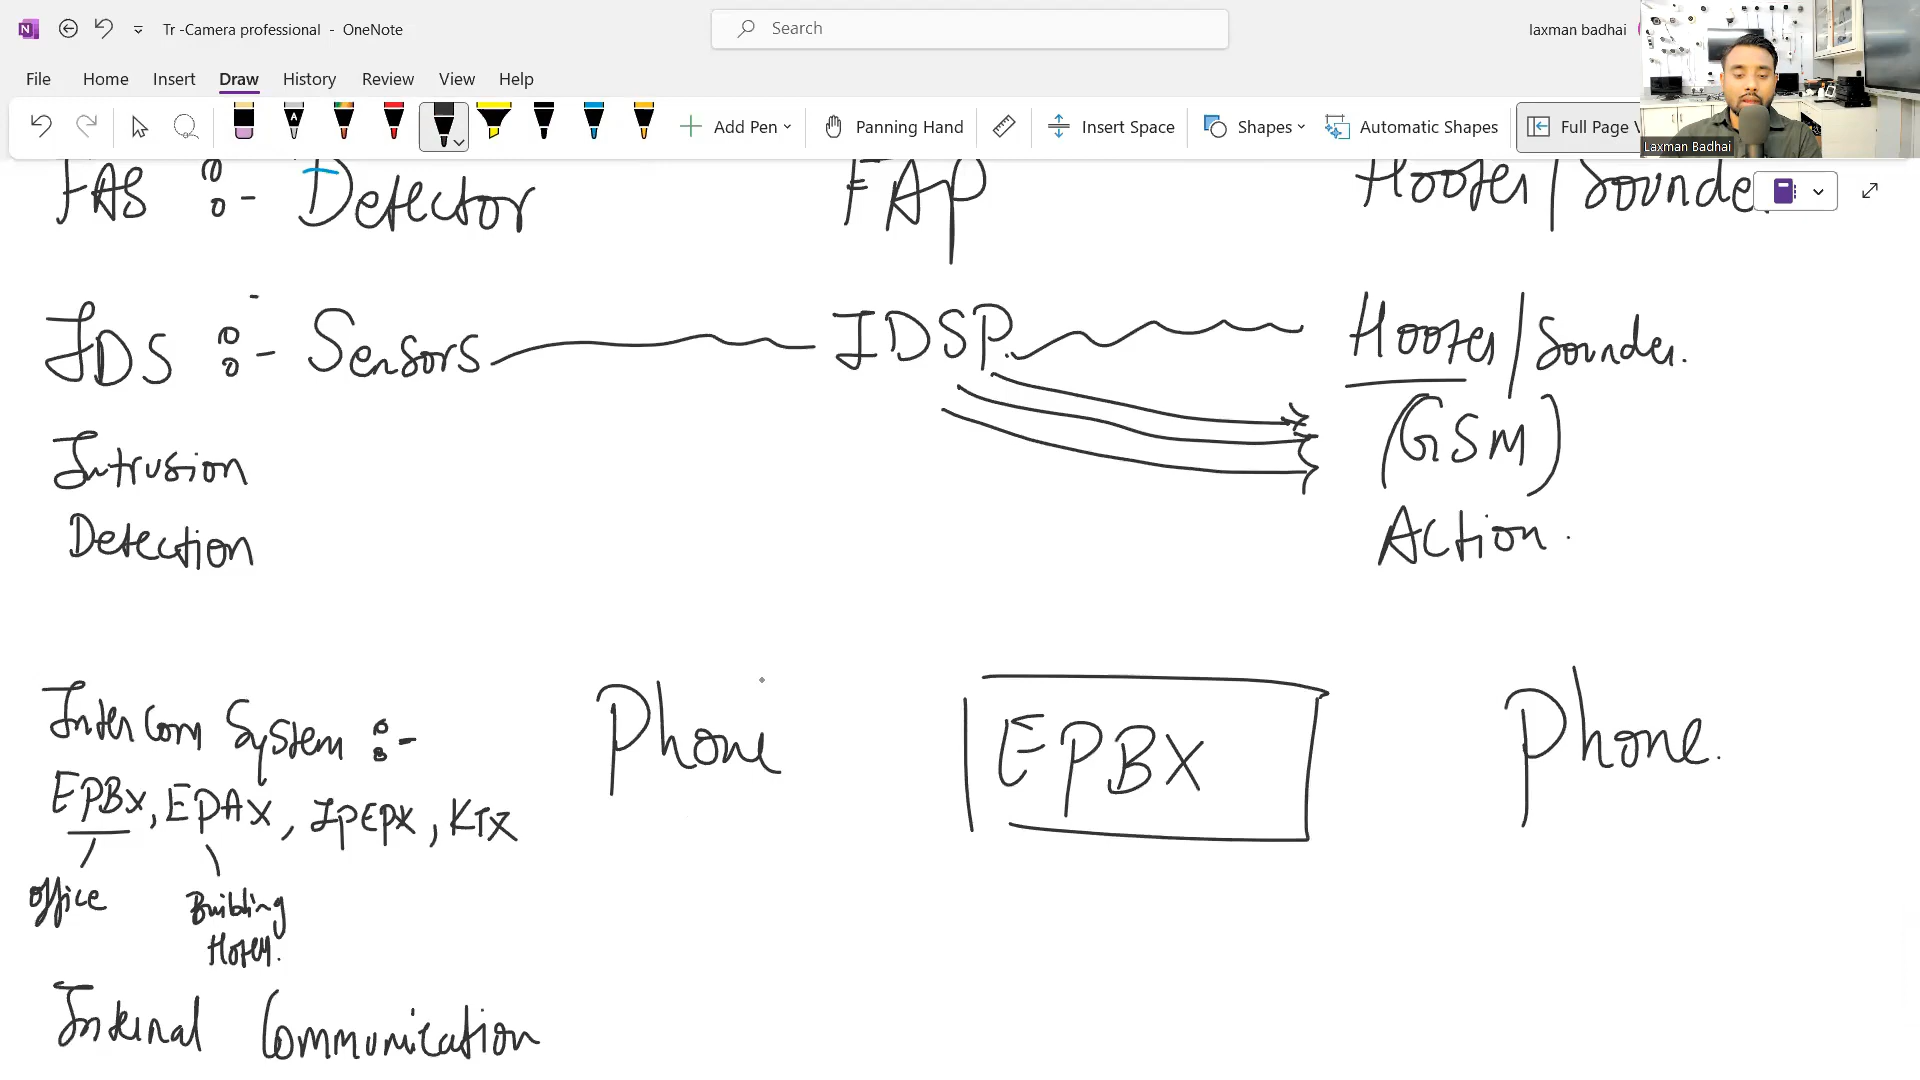 Tr -Camera professional - OneNote
Search
laxman badhai
File Home Insert Draw History Review View Help
Add Pen Panning Hand Insert Space Shapes Automatic Shapes Full Page V
Laxman Badhai
FAS :- Detector FAP Hooter/Sounder
IDS :- Sensors IDSP. Hooter/Sounder.
Intrusion (GSM)
Detection Action.
Intercom System :- Phone EPBX Phone.
EPBX, EPAX, IPEPX, KTX
office Building
Hotel.
Internal Communication